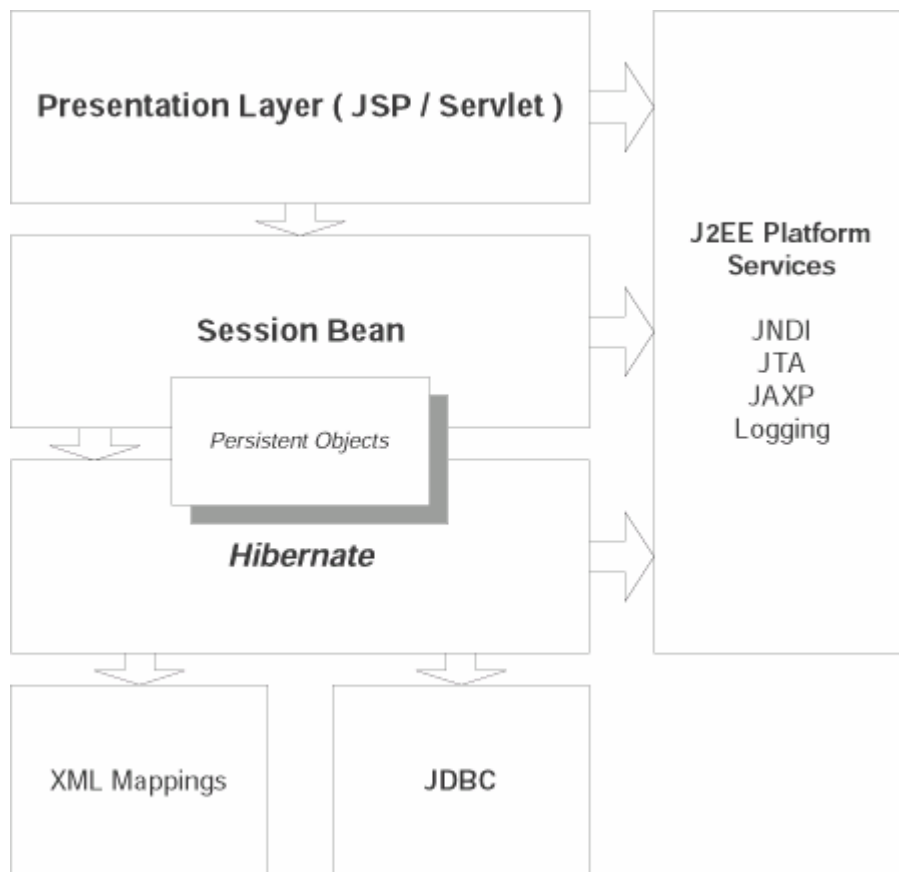 Presentation Layer ( JSP / Servlet )
J2EE Platform
Services
JNDI
JTA
JAXP
Logging
Session Bean
Persistent Objects
Hibernate
XML Mappings
JDBC